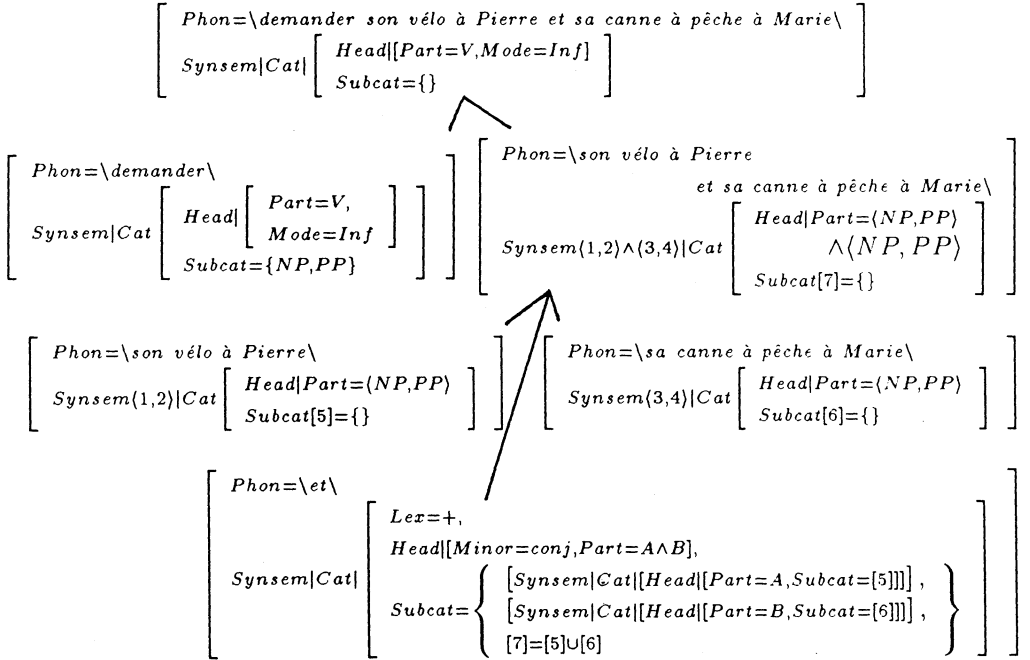 Phon=\demander son vélo à Pierre et sa canne à pêche à Marie\
Synsem|Cat|
Head|[Part=V,Mode=Inf]
Subcat={}
Phon=\demander\
Synsem|Cat
Head|
Part=V,
Mode=Inf
Subcat={NP,PP}
Phon=\son vélo à Pierre
et sa canne à pêche à Marie\
Synsem⟨1,2⟩∧⟨3,4⟩|Cat
Head|Part=⟨NP,PP⟩
∧⟨NP, PP⟩
Subcat[7]={}
Phon=\son vélo à Pierre\
Synsem⟨1,2⟩|Cat
Head|Part=⟨NP,PP⟩
Subcat[5]={}
Phon=\sa canne à pêche à Marie\
Synsem⟨3,4⟩|Cat
Head|Part=⟨NP,PP⟩
Subcat[6]={}
Phon=\et\
Synsem|Cat|
Lex=+,
Head|[Minor=conj,Part=A∧B],
Subcat=
[Synsem|Cat|[Head|[Part=A,Subcat=[5]]]],
[Synsem|Cat|[Head|[Part=B,Subcat=[6]]]],
[7]=[5]∪[6]